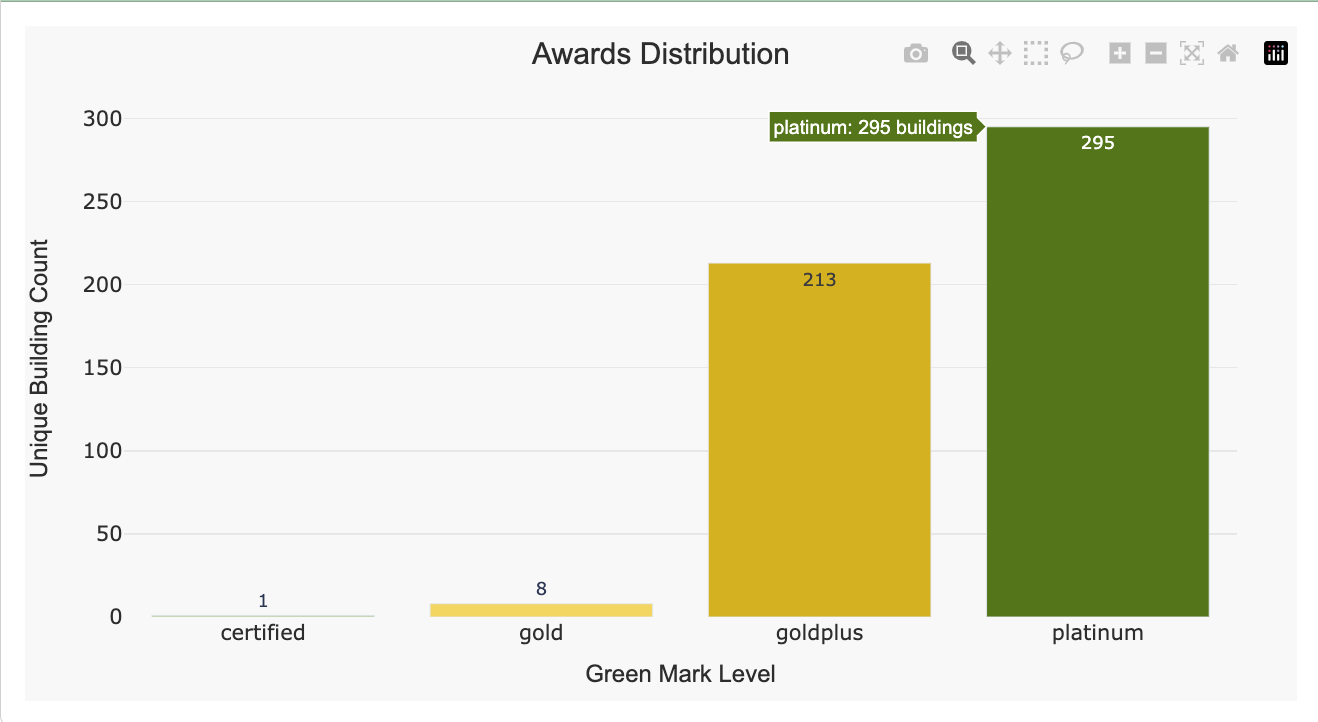 Awards Distribution
300
platinum: 295 buildings
295
250
213
200
150
100
50
8
1
0
certified gold goldplus platinum
Unique Building Count
Green Mark Level